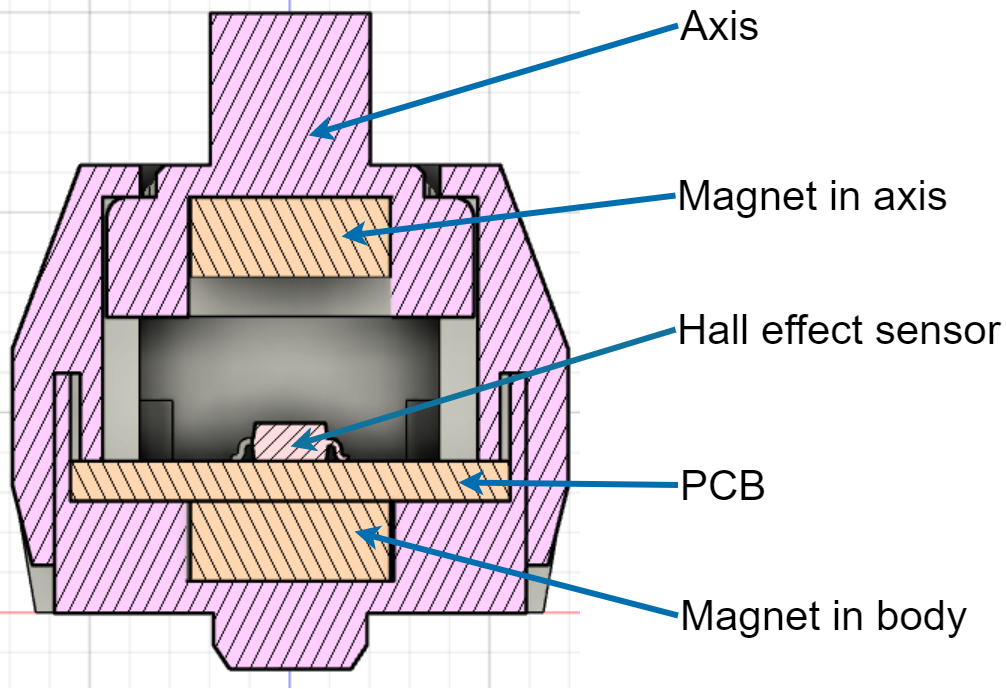 Axis
Magnet in axis
Hall effect sensor
PCB
Magnet in body